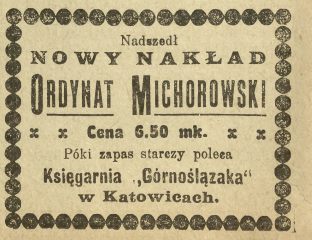 Nadszedł
NOWY NAKŁAD
ORDYNAT MICHOROWSKI
x x Cena 6.50 mk. x x
Póki zapas starczy poleca
Księgarnia „Górnoślązaka"
w Katowicach.